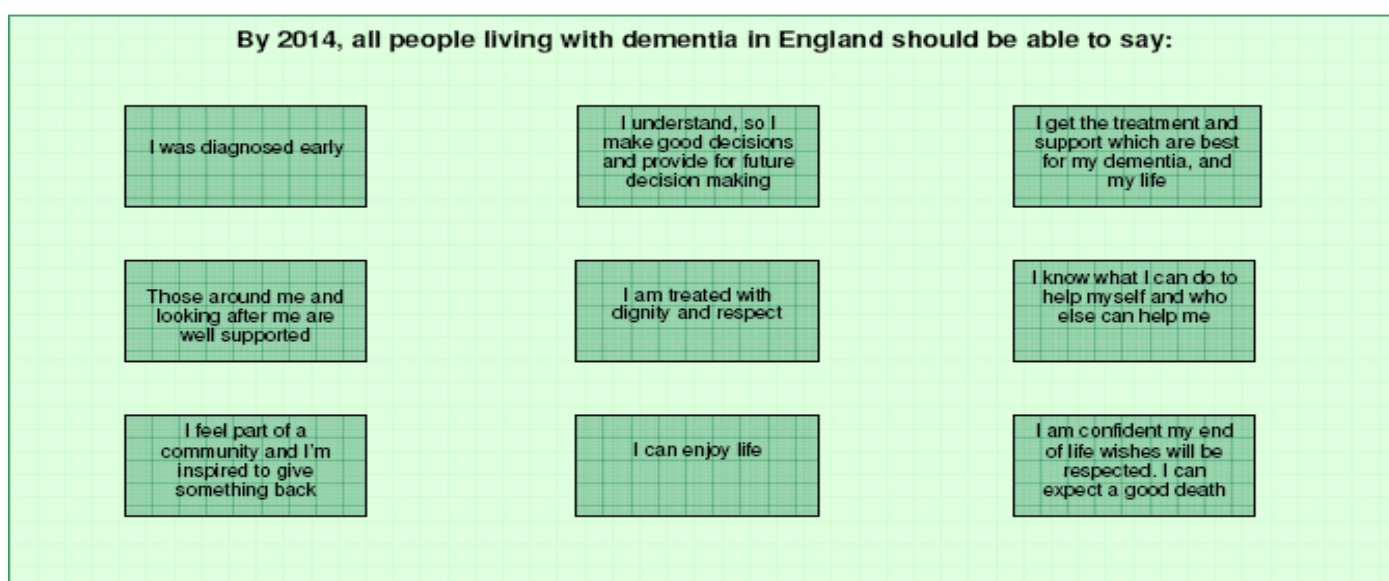 By 2014, all people living with dementia in England should be able to say:
I was diagnosed early
I understand, so I
make good decisions
and provide for future
decision making
I get the treatment and
support which are best
for my dementia, and
my life
Those around me and
looking after me are
well supported
I am treated with
dignity and respect
I know what I can do to
help myself and who
else can help me
I feel part of a
community and I'm
inspired to give
something back
I can enjoy life
I am confident my end
of life wishes will be
respected. I can
expect a good death